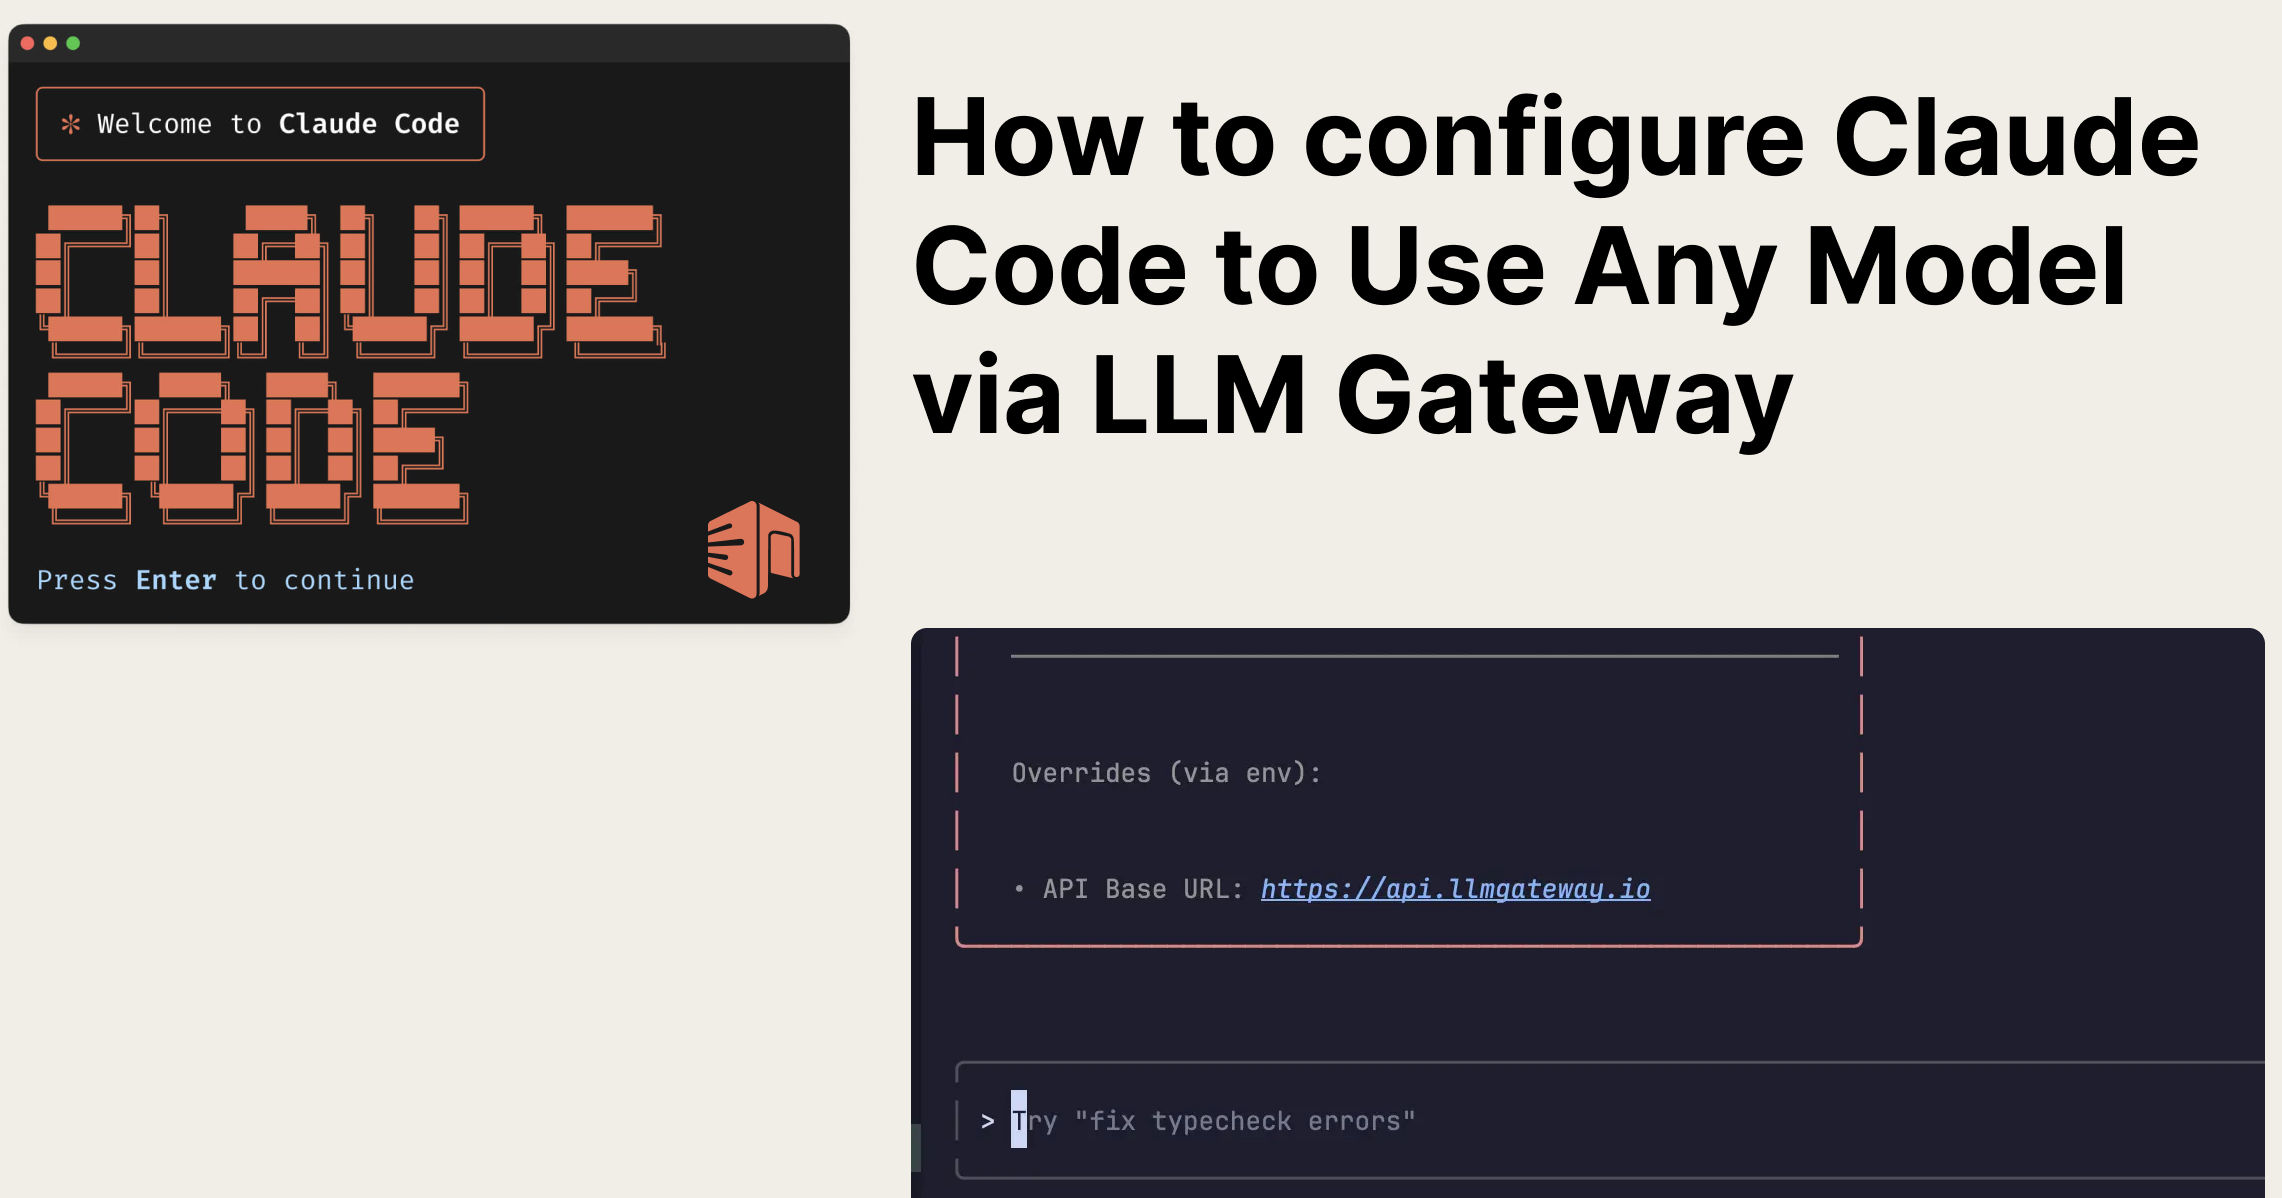 * Welcome to Claude Code
CLAUDE
CODE
Press Enter to continue
How to configure Claude
Code to Use Any Model
via LLM Gateway
Overrides (via env):
• API Base URL: https://api.llmgateway.io
> Try "fix typecheck errors"